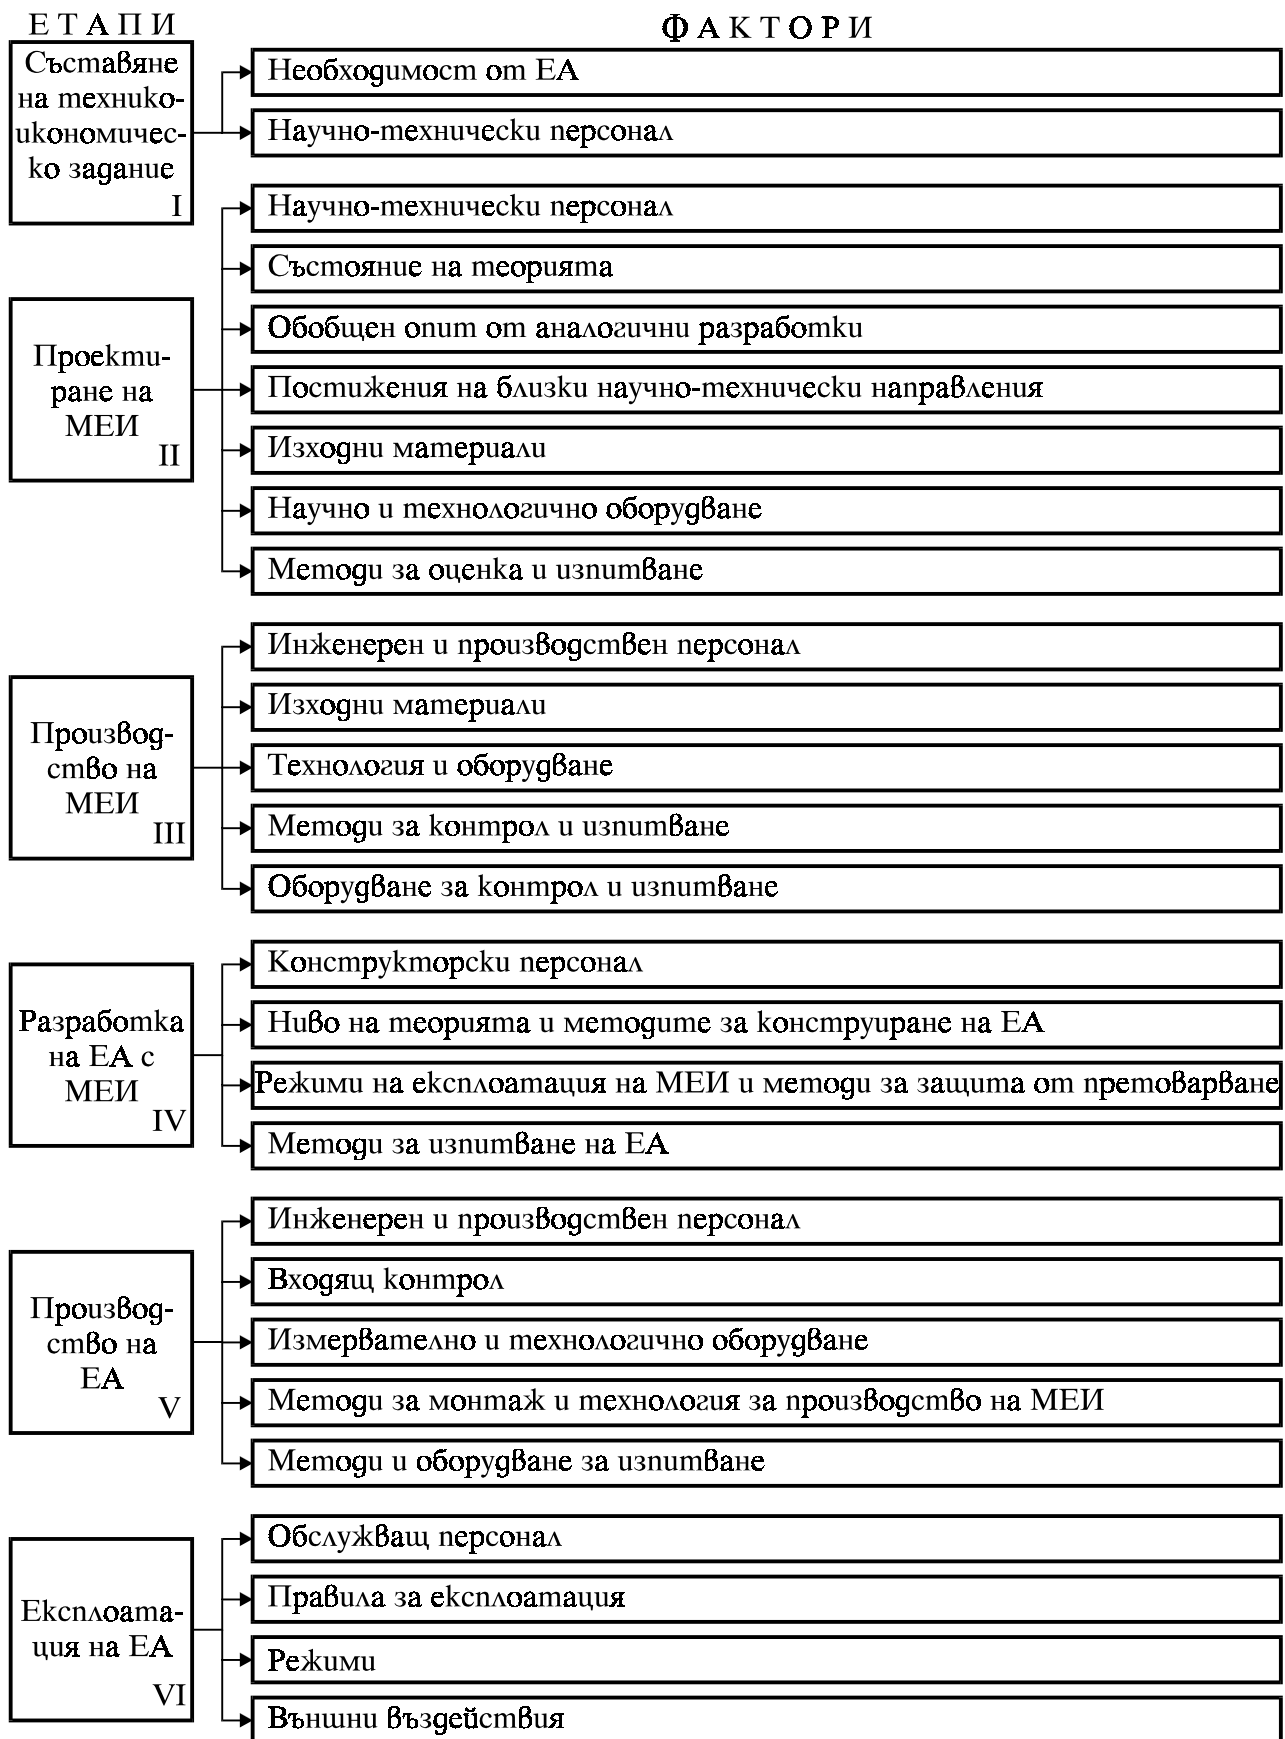 ЕТАПИ
ФАКТОРИ
Съставяне
на технико-
икономичес-
ко задание
I
Необходимост от ЕА
Научно-технически персонал
Проекти-
ране на
МЕИ
II
Научно-технически персонал
Състояние на теорията
Обобщен опит от аналогични разработки
Постижения на близки научно-технически направления
Изходни материали
Научно и технологично оборудване
Методи за оценка и изпитване
Производ-
ство на
МЕИ
III
Инженерен и производствен персонал
Изходни материали
Технология и оборудване
Методи за контрол и изпитване
Оборудване за контрол и изпитване
Разработка
на ЕА с
МЕИ
IV
Конструкторски персонал
Ниво на теорията и методите за конструиране на ЕА
Режими на експлоатация на МЕИ и методи за защита от претоварване
Методи за изпитване на ЕА
Производ-
ство на
ЕА
V
Инженерен и производствен персонал
Входящ контрол
Измервателно и технологично оборудване
Методи за монтаж и технология за производство на МЕИ
Методи и оборудване за изпитване
Експлоата-
ция на ЕА
VI
Обслужващ персонал
Правила за експлоатация
Режими
Външни въздействия